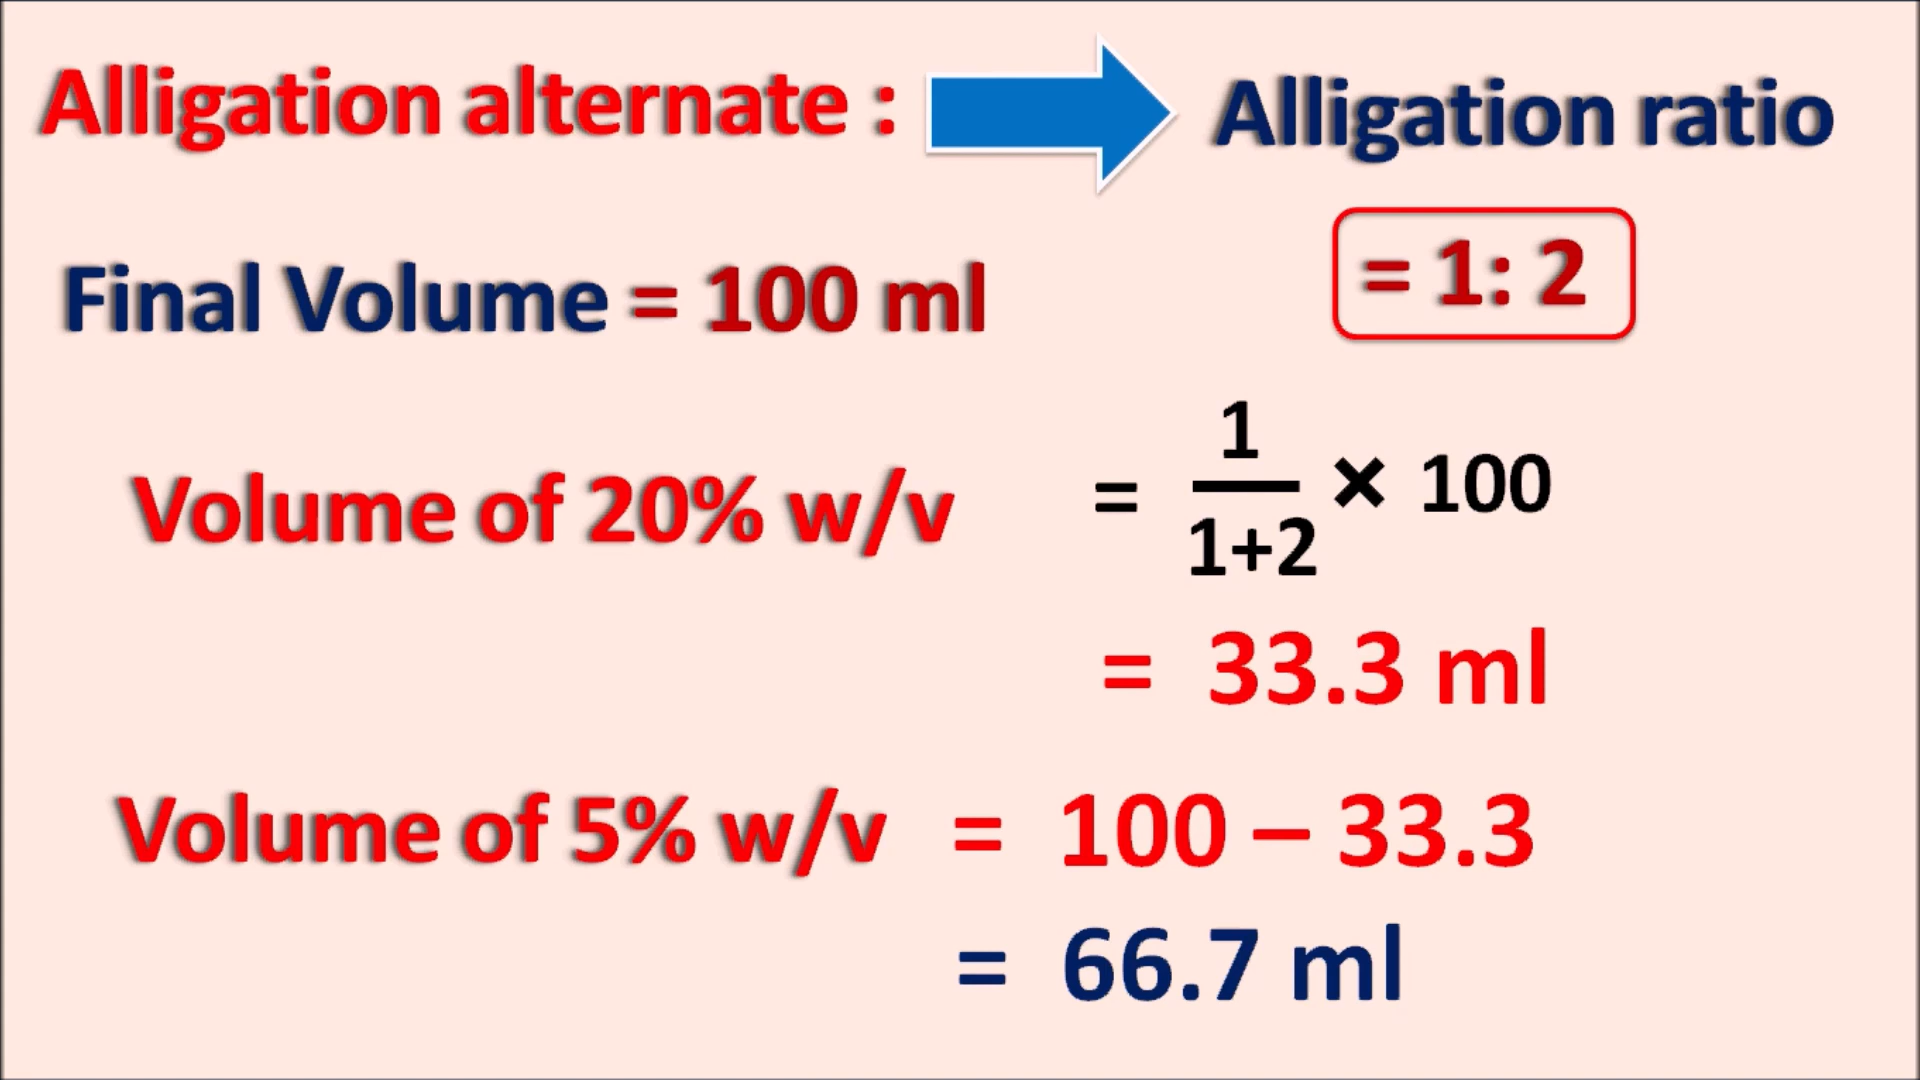 Alligation alternate : Alligation ratio
= 1: 2
Final Volume = 100 ml
Volume of 20% w/v = 1/1+2 × 100
= 33.3 ml
Volume of 5% w/v = 100 – 33.3
= 66.7 ml